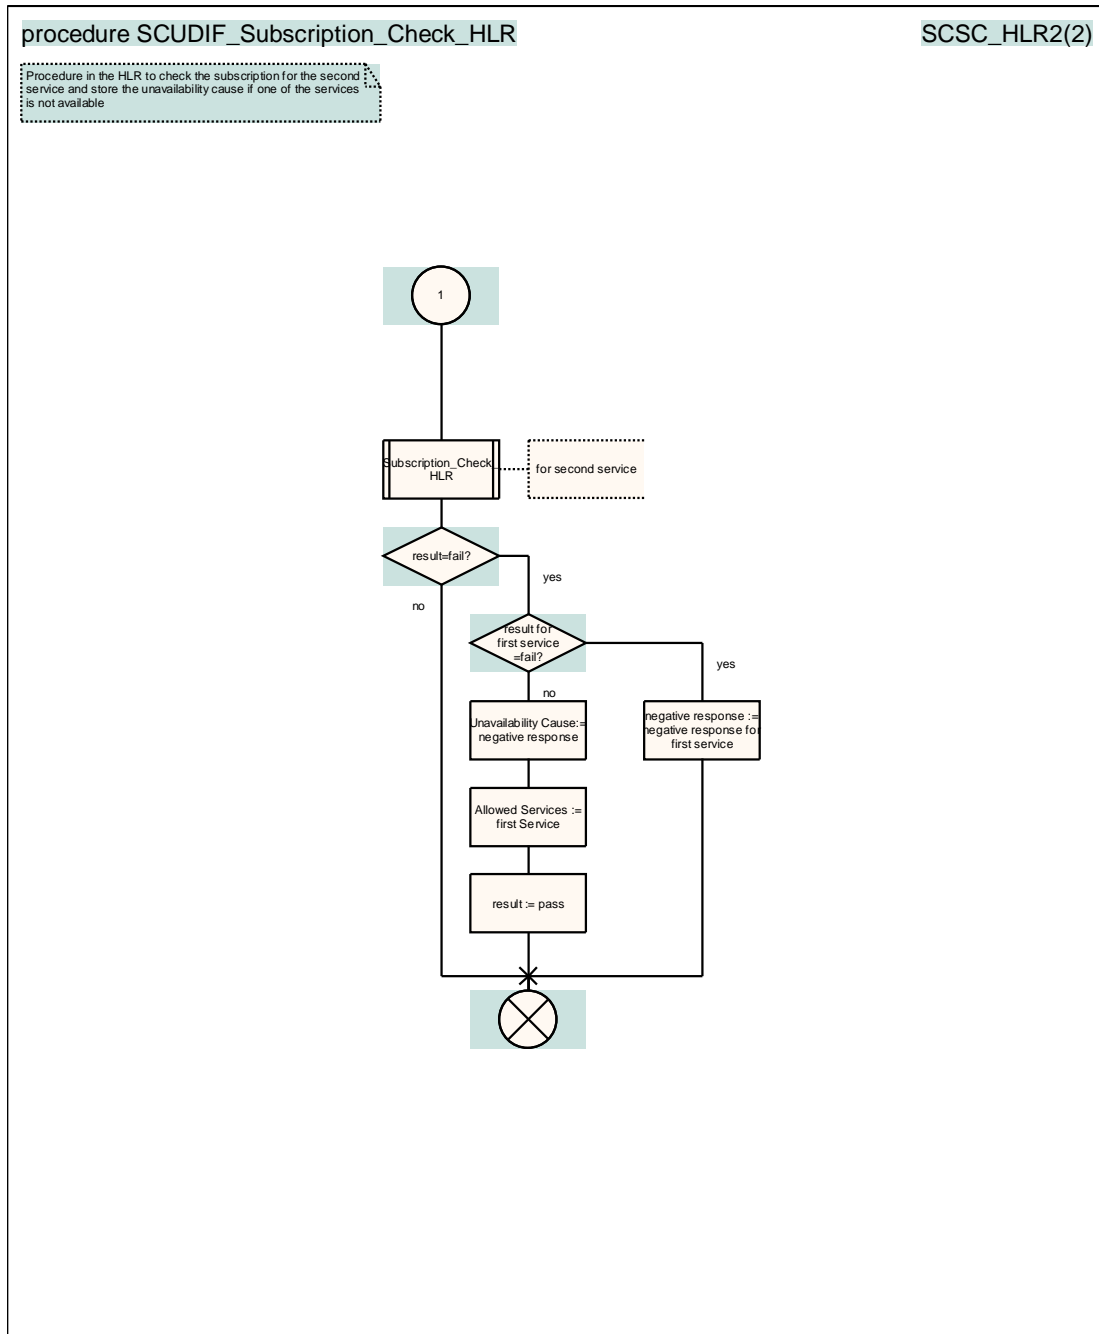 procedure SCUDIF_Subscription_Check_HLR
SCSC_HLR2(2)
Procedure in the HLR to check the subscription for the second
service and store the unavailability cause if one of the services
is not available
1
Subscription_Check_
HLR
for second service
result=fail?
yes
no
result for
first service
=fail?
yes
no
Unavailability Cause:=
negative response
negative response :=
negative response for
first service
Allowed Services :=
first Service
result := pass